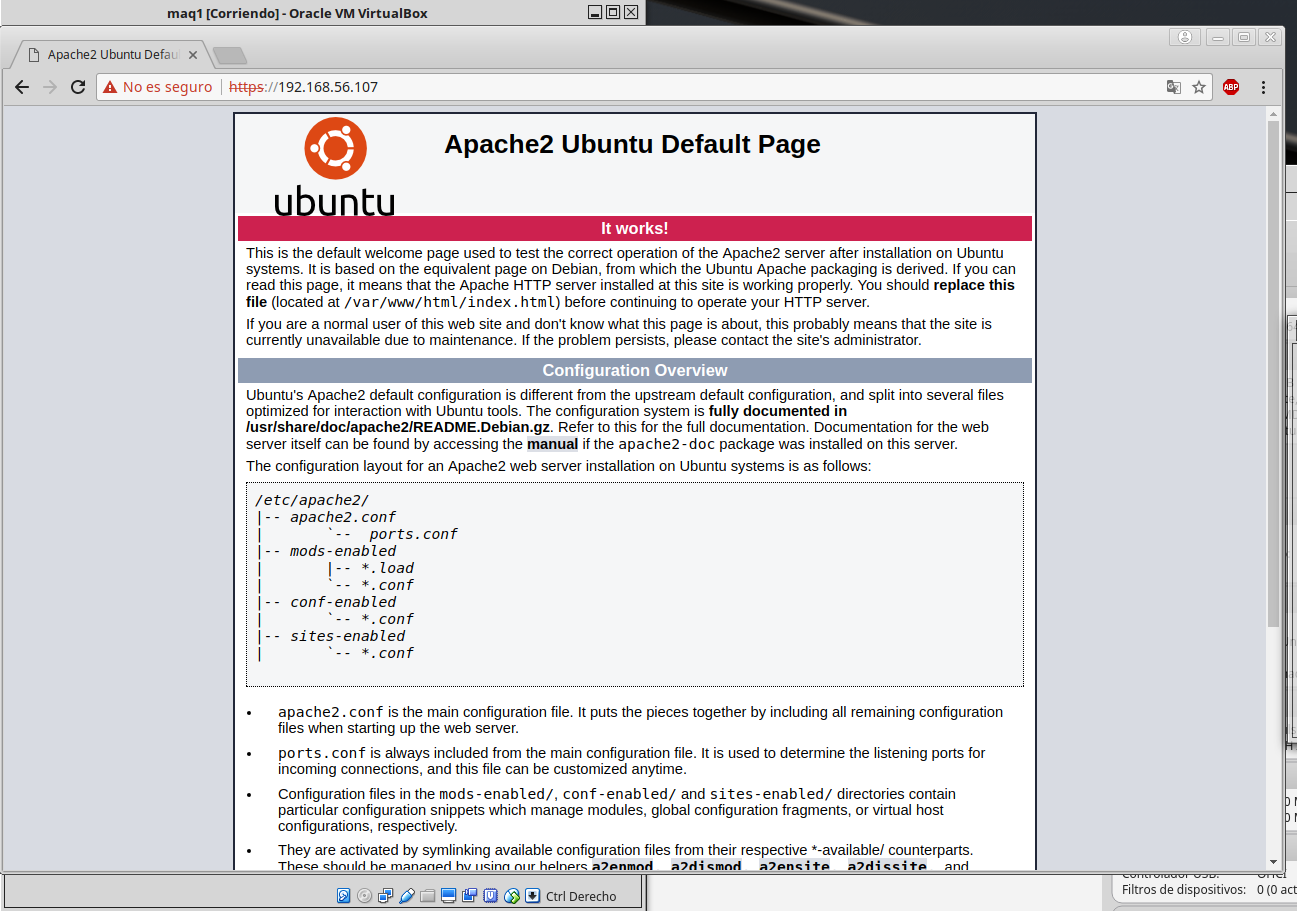 maq1 [Corriendo] - Oracle VM VirtualBox
Apache2 Ubuntu Defau
No es seguro https://192.168.56.107
ABP
ubuntu
Apache2 Ubuntu Default Page
It works!
This is the default welcome page used to test the correct operation of the Apache2 server after installation on Ubuntu
systems. It is based on the equivalent page on Debian, from which the Ubuntu Apache packaging is derived. If you can
read this page, it means that the Apache HTTP server installed at this site is working properly. You should replace this
file (located at /var/www/html/index.html) before continuing to operate your HTTP server.
If you are a normal user of this web site and don't know what this page is about, this probably means that the site is
currently unavailable due to maintenance. If the problem persists, please contact the site's administrator.
Configuration Overview
Ubuntu's Apache2 default configuration is different from the upstream default configuration, and split into several files
optimized for interaction with Ubuntu tools. The configuration system is fully documented in
/usr/share/doc/apache2/README.Debian.gz. Refer to this for the full documentation. Documentation for the web
server itself can be found by accessing the manual if the apache2-doc package was installed on this server.
The configuration layout for an Apache2 web server installation on Ubuntu systems is as follows:
/etc/apache2/
|-- apache2.conf
|       `--  ports.conf
|-- mods-enabled
|       |-- *.load
|       `-- *.conf
|-- conf-enabled
|       `-- *.conf
|-- sites-enabled
|       `-- *.conf
• apache2.conf is the main configuration file. It puts the pieces together by including all remaining configuration
files when starting up the web server.
• ports.conf is always included from the main configuration file. It is used to determine the listening ports for
incoming connections, and this file can be customized anytime.
• Configuration files in the mods-enabled/, conf-enabled/ and sites-enabled/ directories contain
particular configuration snippets which manage modules, global configuration fragments, or virtual host
configurations, respectively.
• They are activated by symlinking available configuration files from their respective *-available/ counterparts.
These should be managed by using our helpers a2enmod, a2dismod, a2ensite, a2dissite, and
Ctrl Derecho
Controlador USB: OHCI
Filtros de dispositivos: 0 (0 act